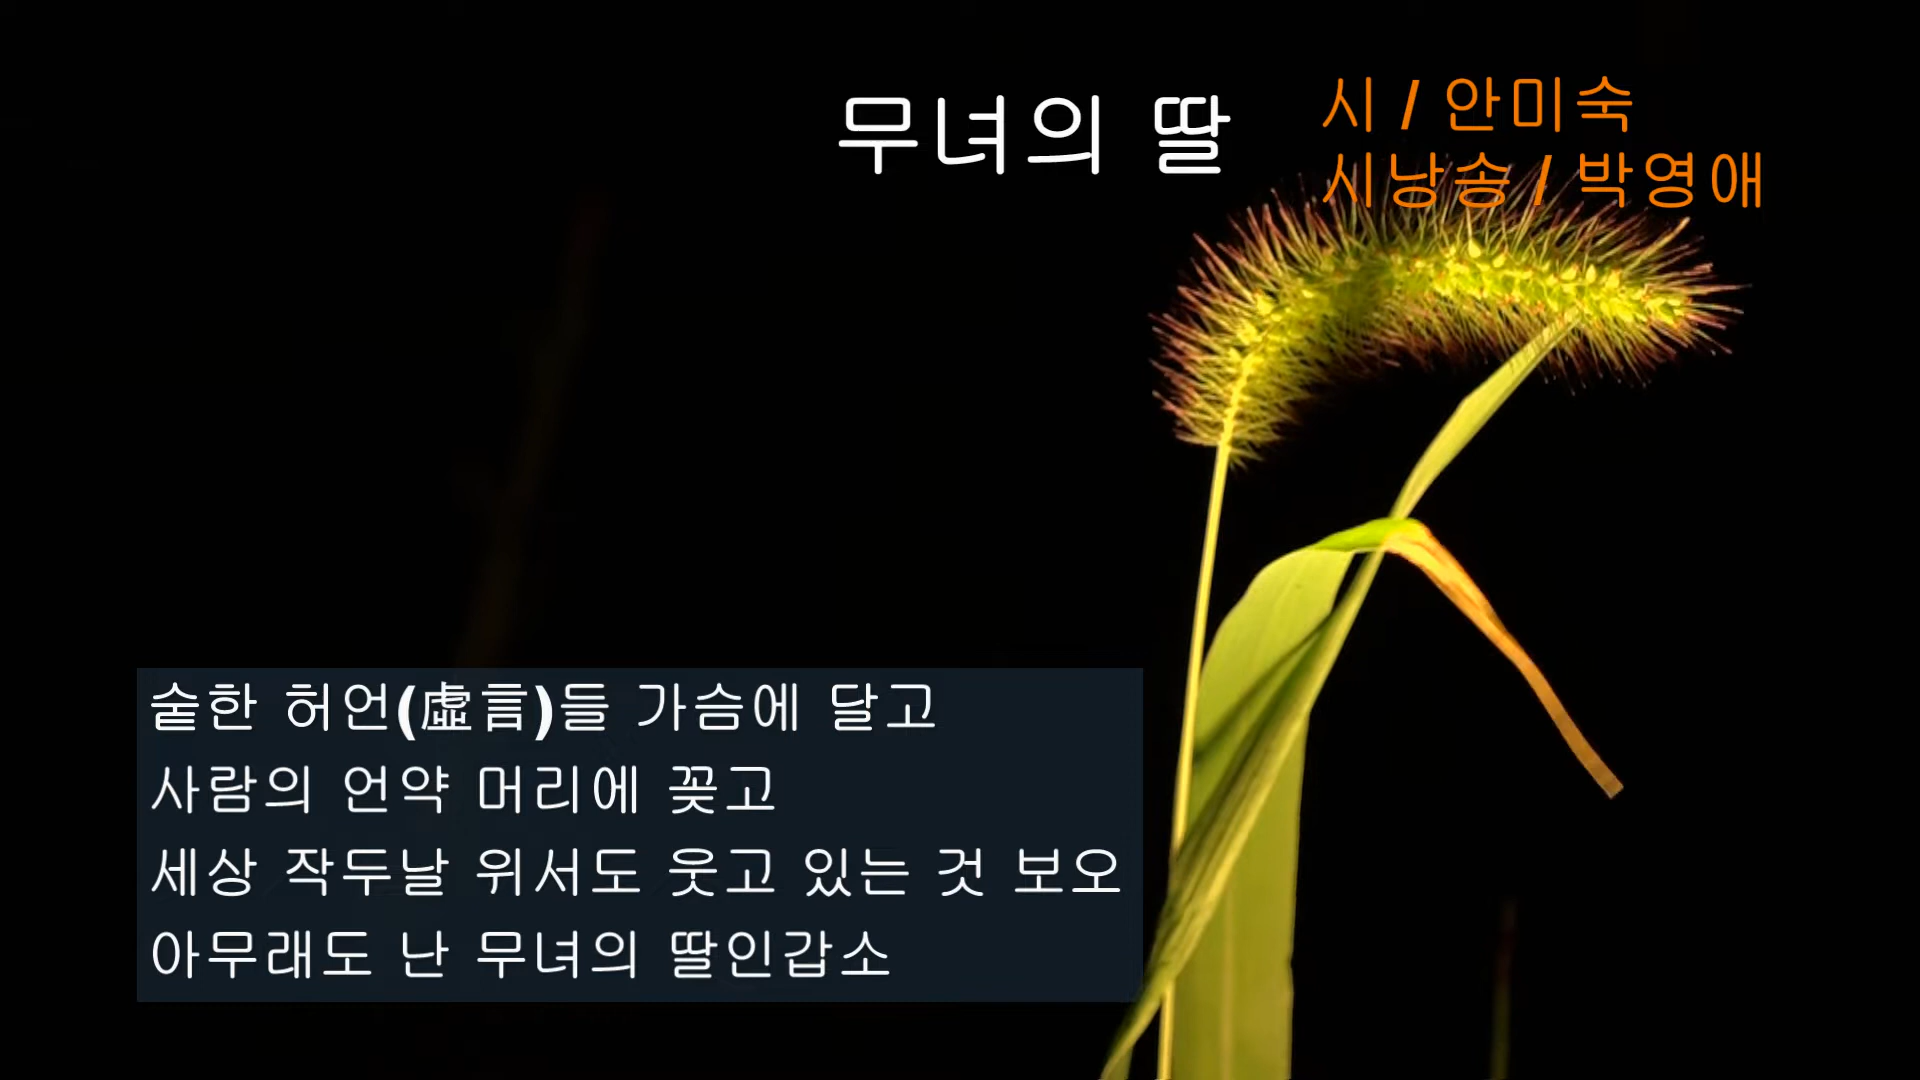 무녀의 딸
시 / 안미숙
시낭송 / 박영애
숱한 허언(虛言)들 가슴에 달고
사람의 언약 머리에 꽂고
세상 작두날 위서도 웃고 있는 것 보오
아무래도 난 무녀의 딸인갑소